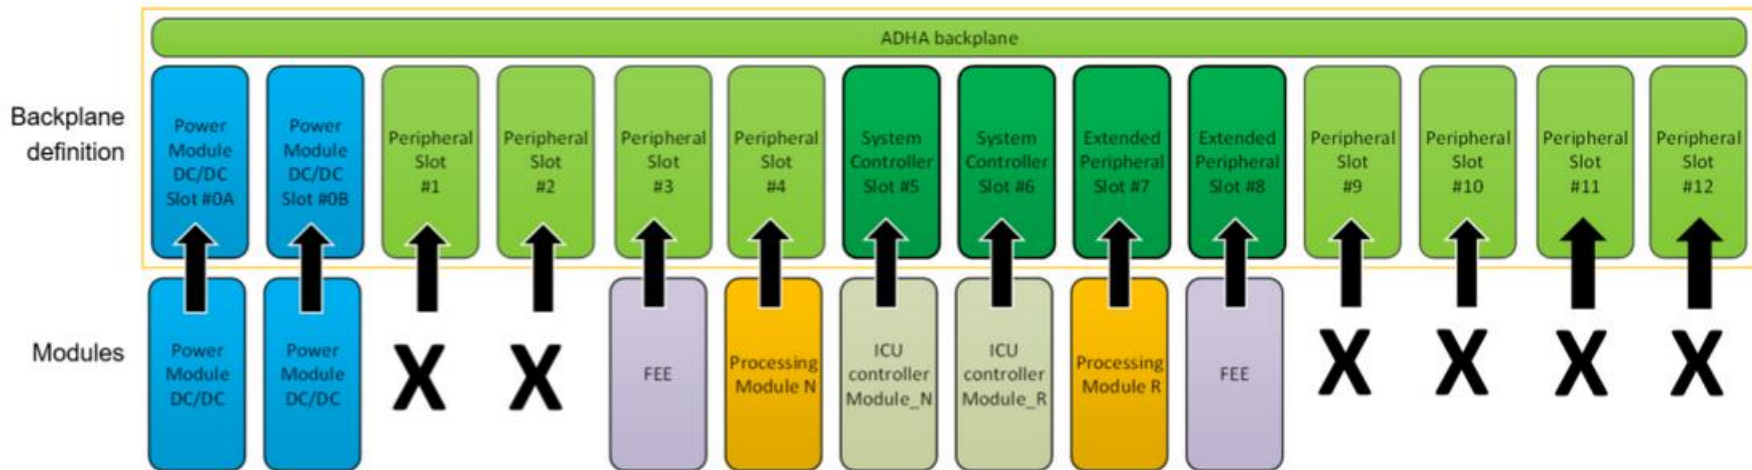 ADHA backplane
Backplane
definition
Power
Module
DC/DC
Slot #0A
Power
Module
DC/DC
Slot #0B
Peripheral
Slot
#1
Peripheral
Slot
#2
Peripheral
Slot
#3
Peripheral
Slot
#4
System
Controller
Slot #5
System
Controller
Slot #6
Extended
Peripheral
Slot #7
Extended
Peripheral
Slot #8
Peripheral
Slot
#9
Peripheral
Slot
#10
Peripheral
Slot
#11
Peripheral
Slot
#12
Modules
Power
Module
DC/DC
Power
Module
DC/DC
X
X
FEE
Processing
Module N
ICU
controller
Module_N
ICU
controller
Module_R
Processing
Module R
FEE
X
X
X
X